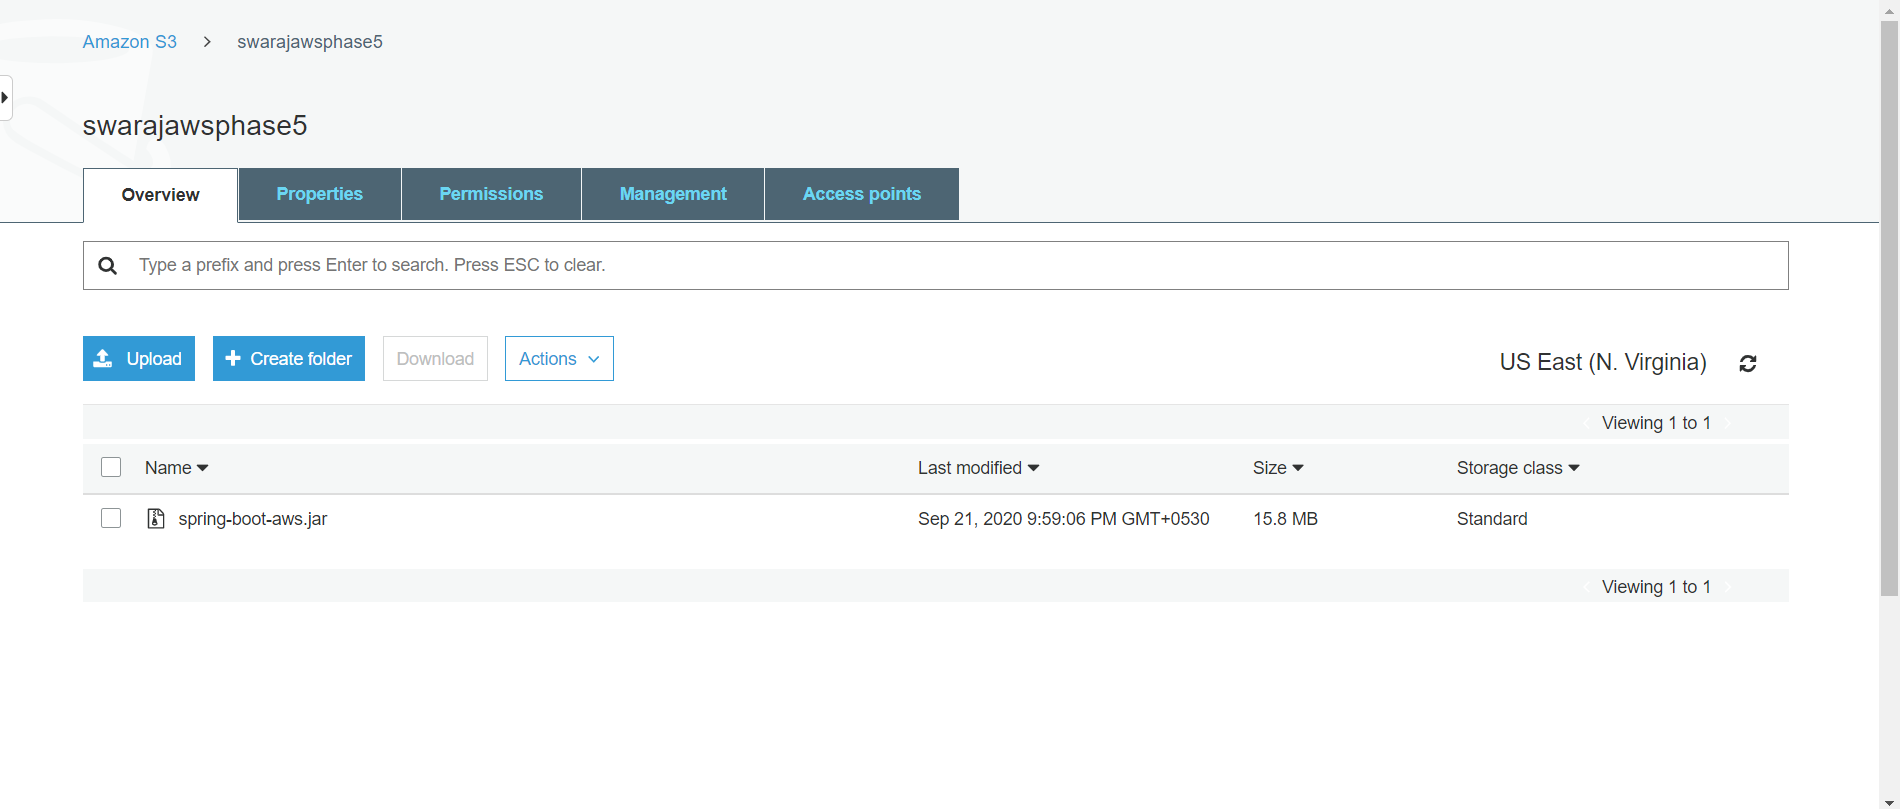 Amazon S3 > swarajawsphase5
swarajawsphase5
Overview Properties Permissions Management Access points
Type a prefix and press Enter to search. Press ESC to clear.
Upload Create folder Download Actions US East (N. Virginia)
Viewing 1 to 1
Name Last modified Size Storage class
spring-boot-aws.jar Sep 21, 2020 9:59:06 PM GMT+0530 15.8 MB Standard
Viewing 1 to 1